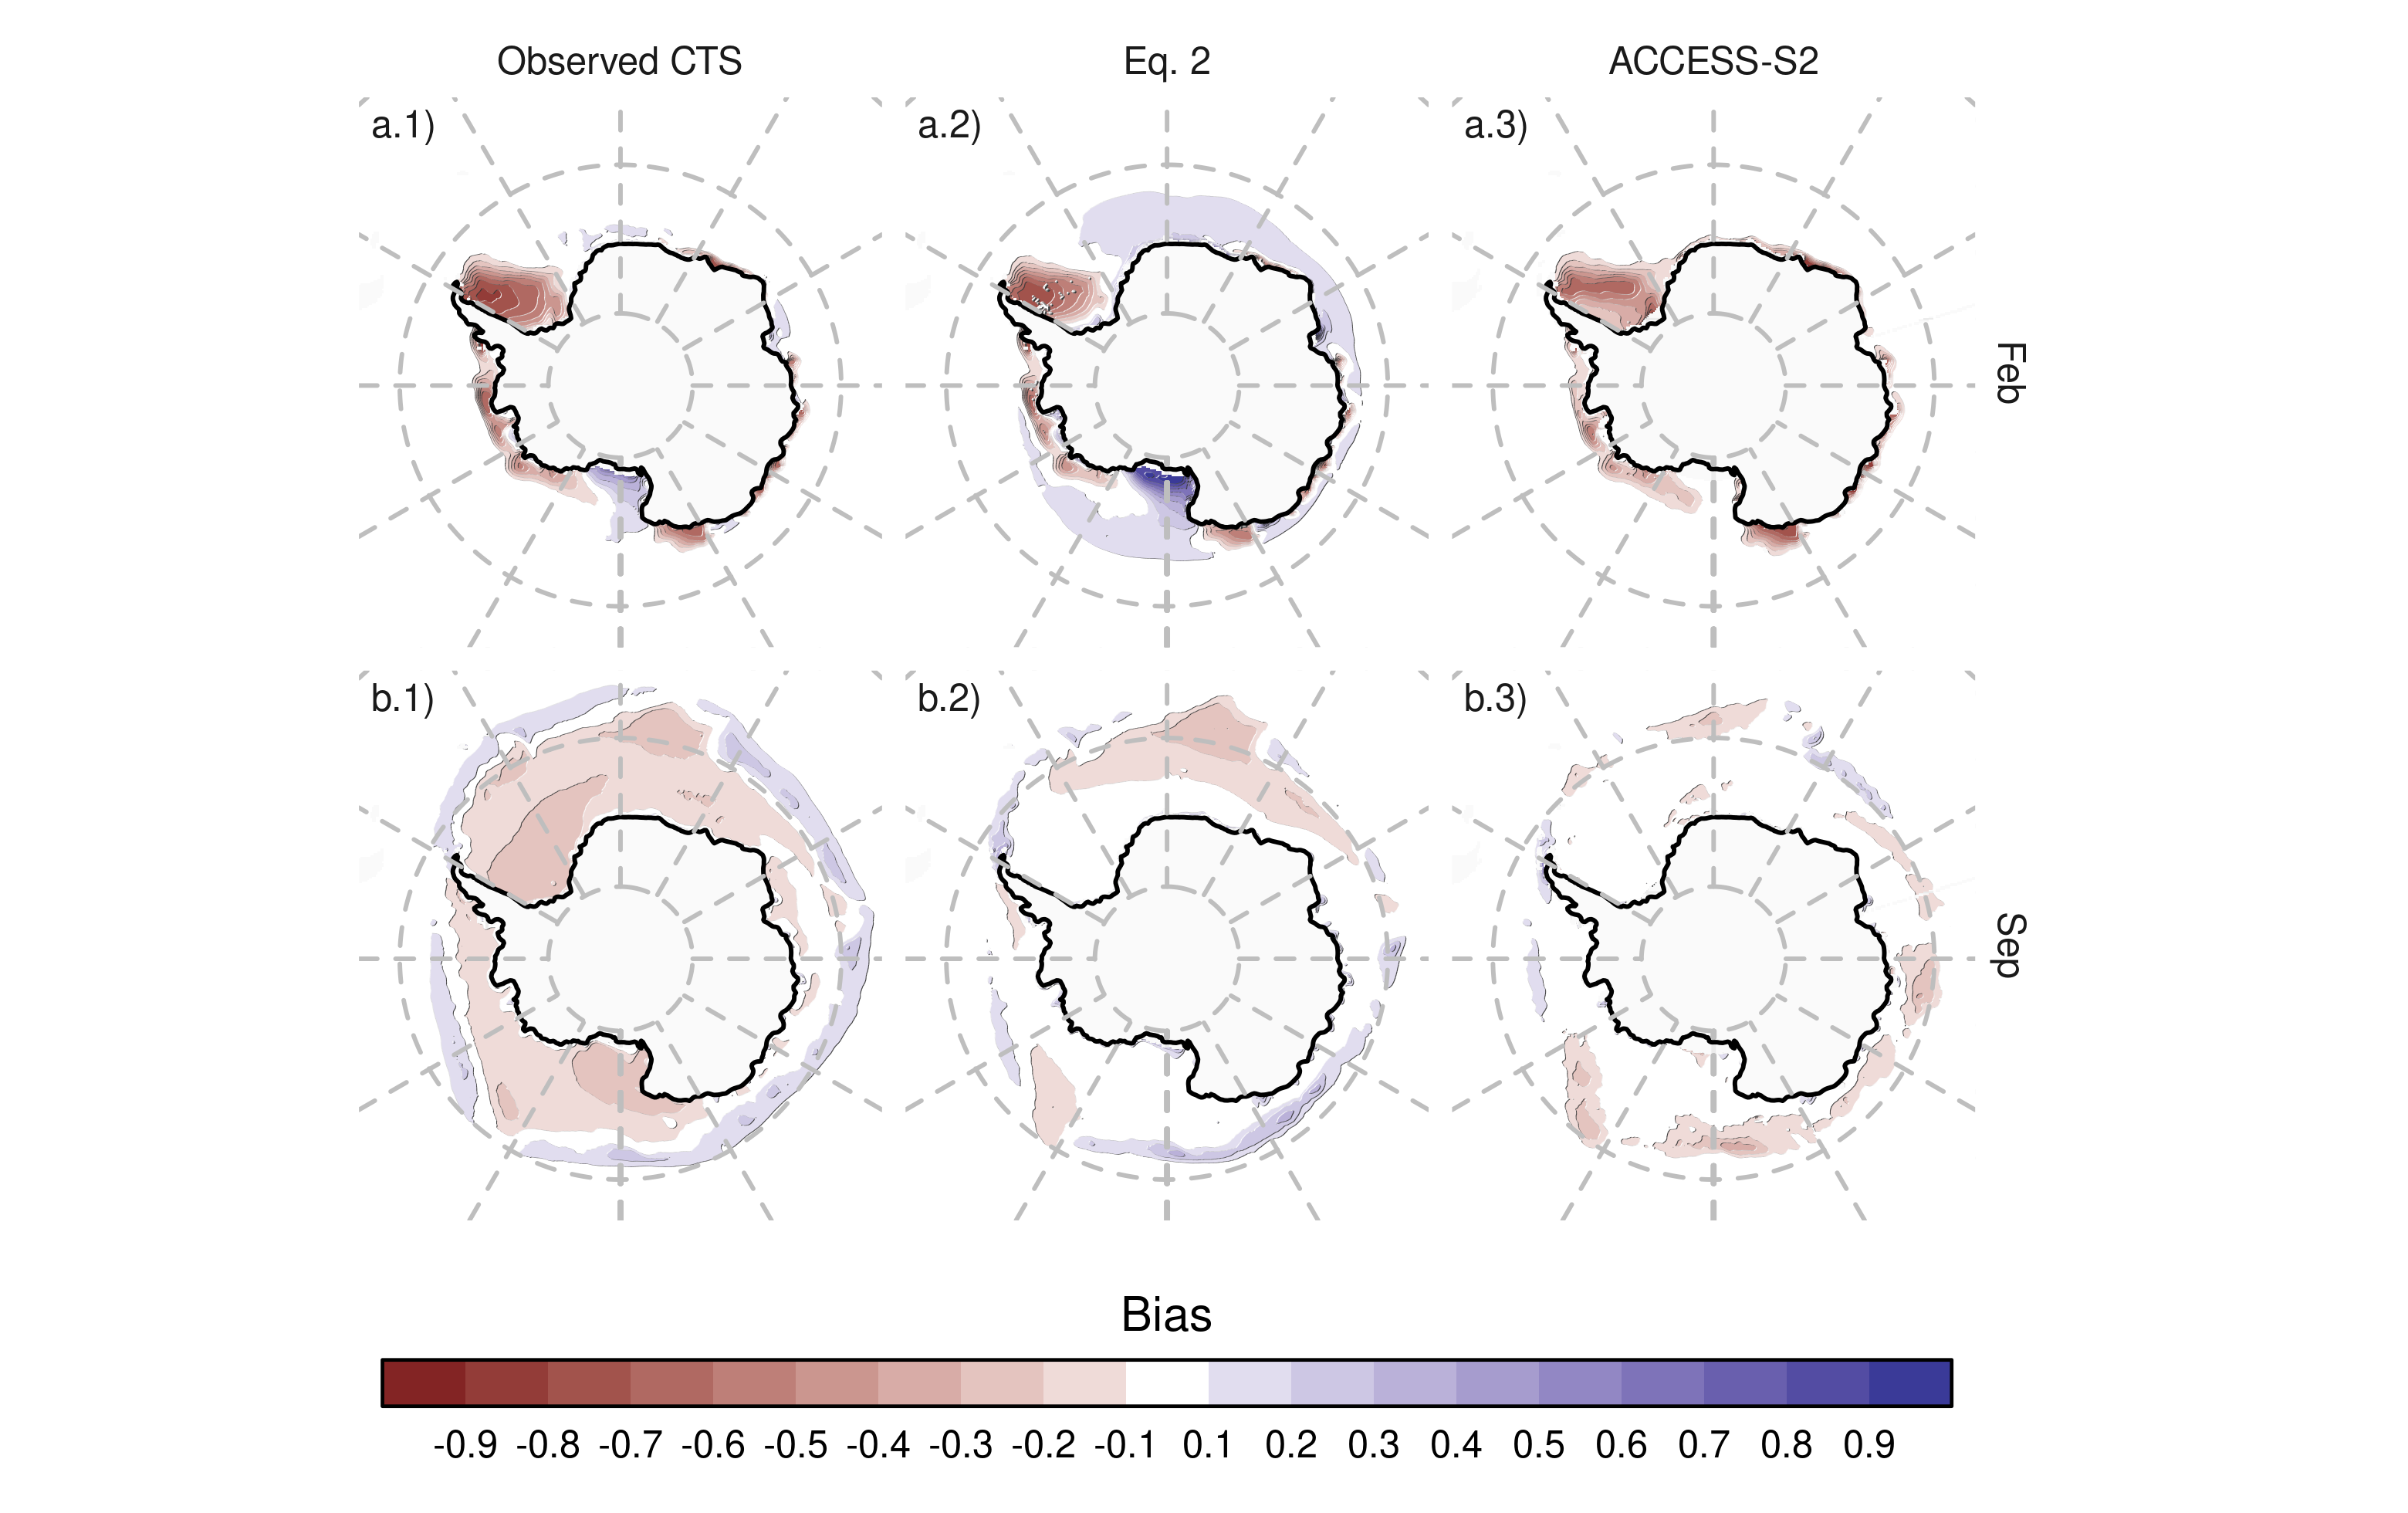 Observed CTS
Eq. 2
ACCESS-S2
a.1)
a.2)
a.3)
Feb
b.1)
b.2)
b.3)
Sep
Bias
-0.9 -0.8 -0.7 -0.6 -0.5 -0.4 -0.3 -0.2 -0.1 0.1 0.2 0.3 0.4 0.5 0.6 0.7 0.8 0.9